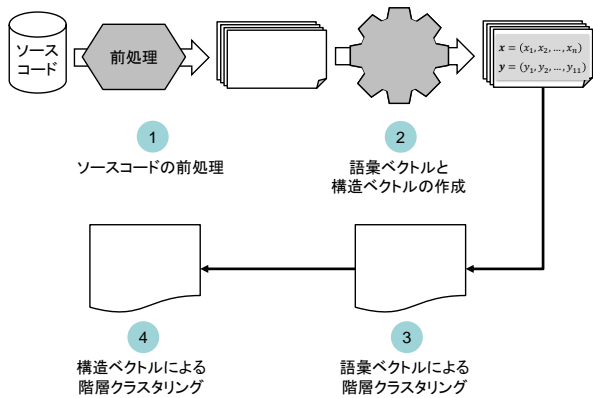 ソース
コード
前処理
x = (x₁, x₂, ..., xₙ)
y = (y₁, y₂, ..., y₁₁)
1
ソースコードの前処理
2
語彙ベクトルと
構造ベクトルの作成
4
構造ベクトルによる
階層クラスタリング
3
語彙ベクトルによる
階層クラスタリング